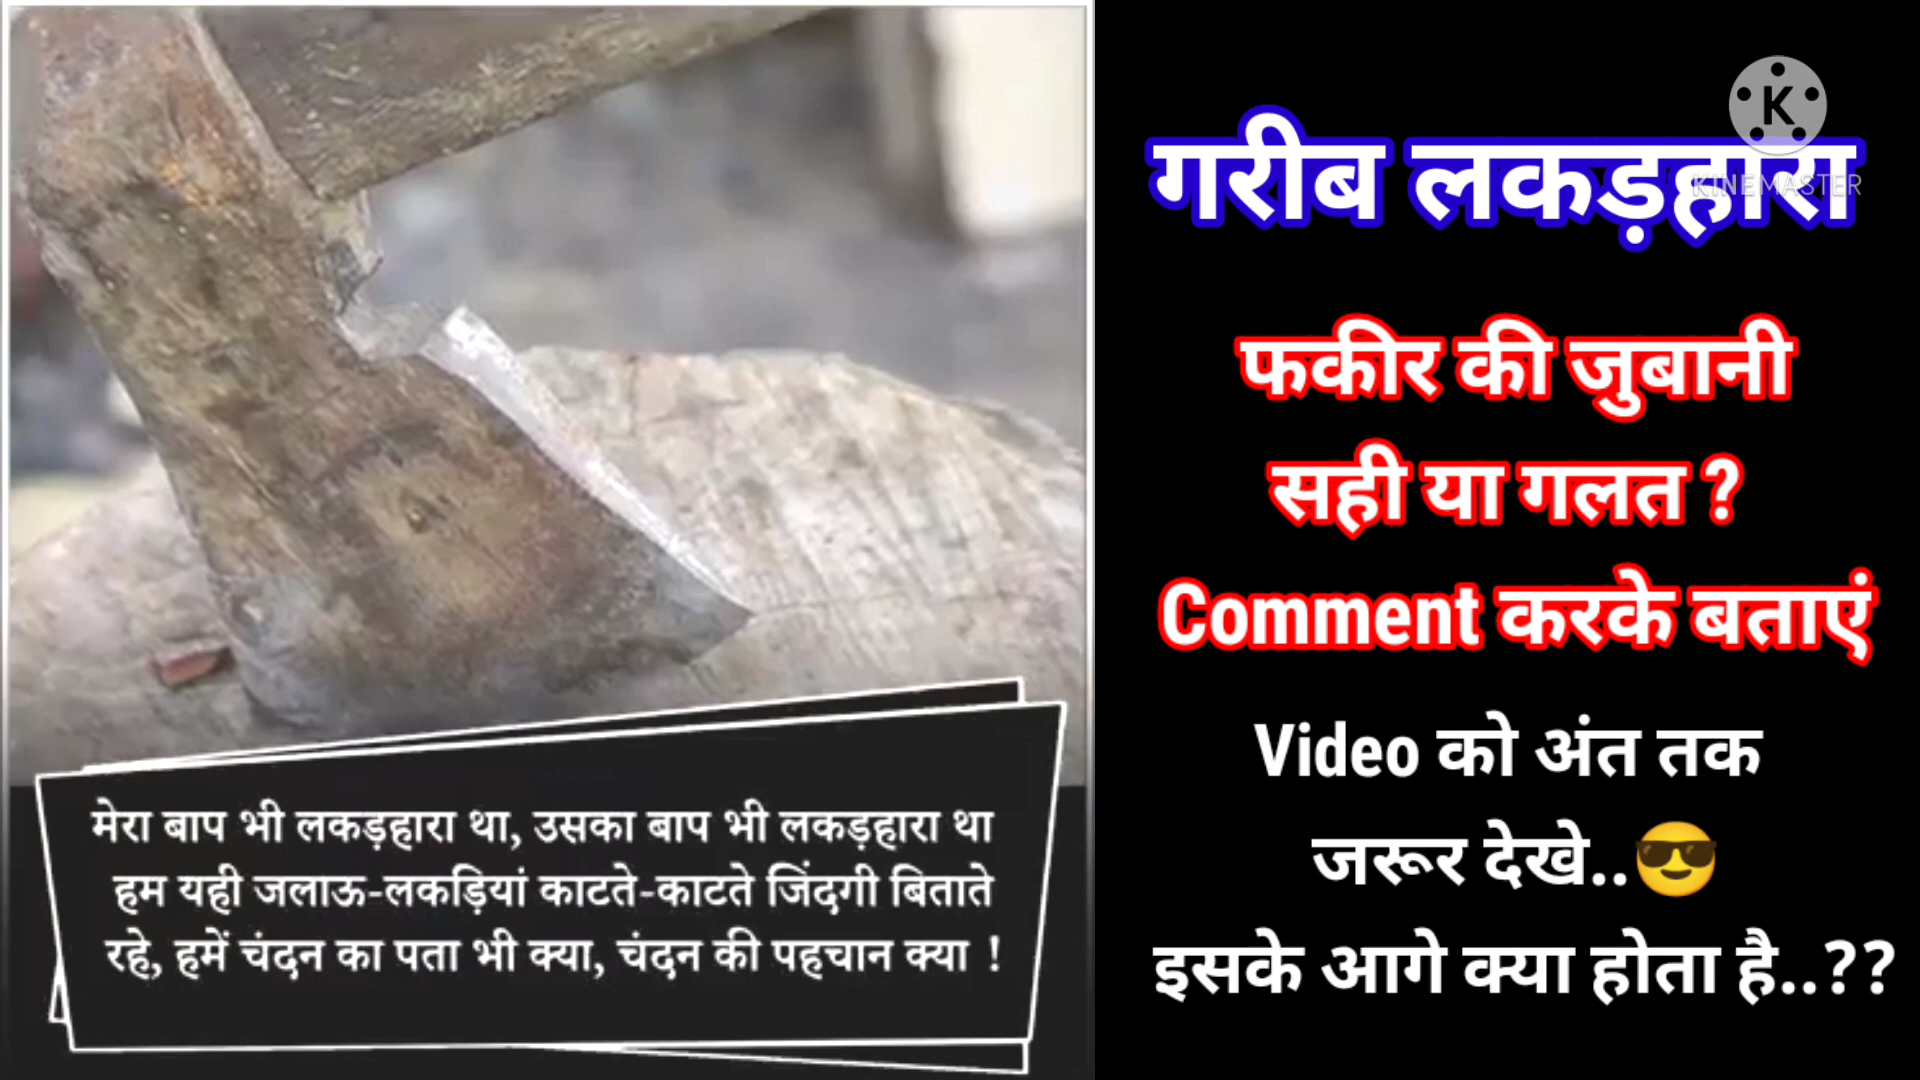 मेरा बाप भी लकड़हारा था, उसका बाप भी लकड़हारा था
हम यही जलाऊ-लकड़ियां काटते-काटते जिंदगी बिताते
रहे, हमें चंदन का पता भी क्या, चंदन की पहचान क्या !
K
KINEMASTER
गरीब लकड़हारा
फकीर की जुबानी
सही या गलत ?
Comment करके बताएं
Video को अंत तक
जरूर देखे..😎
इसके आगे क्या होता है..??